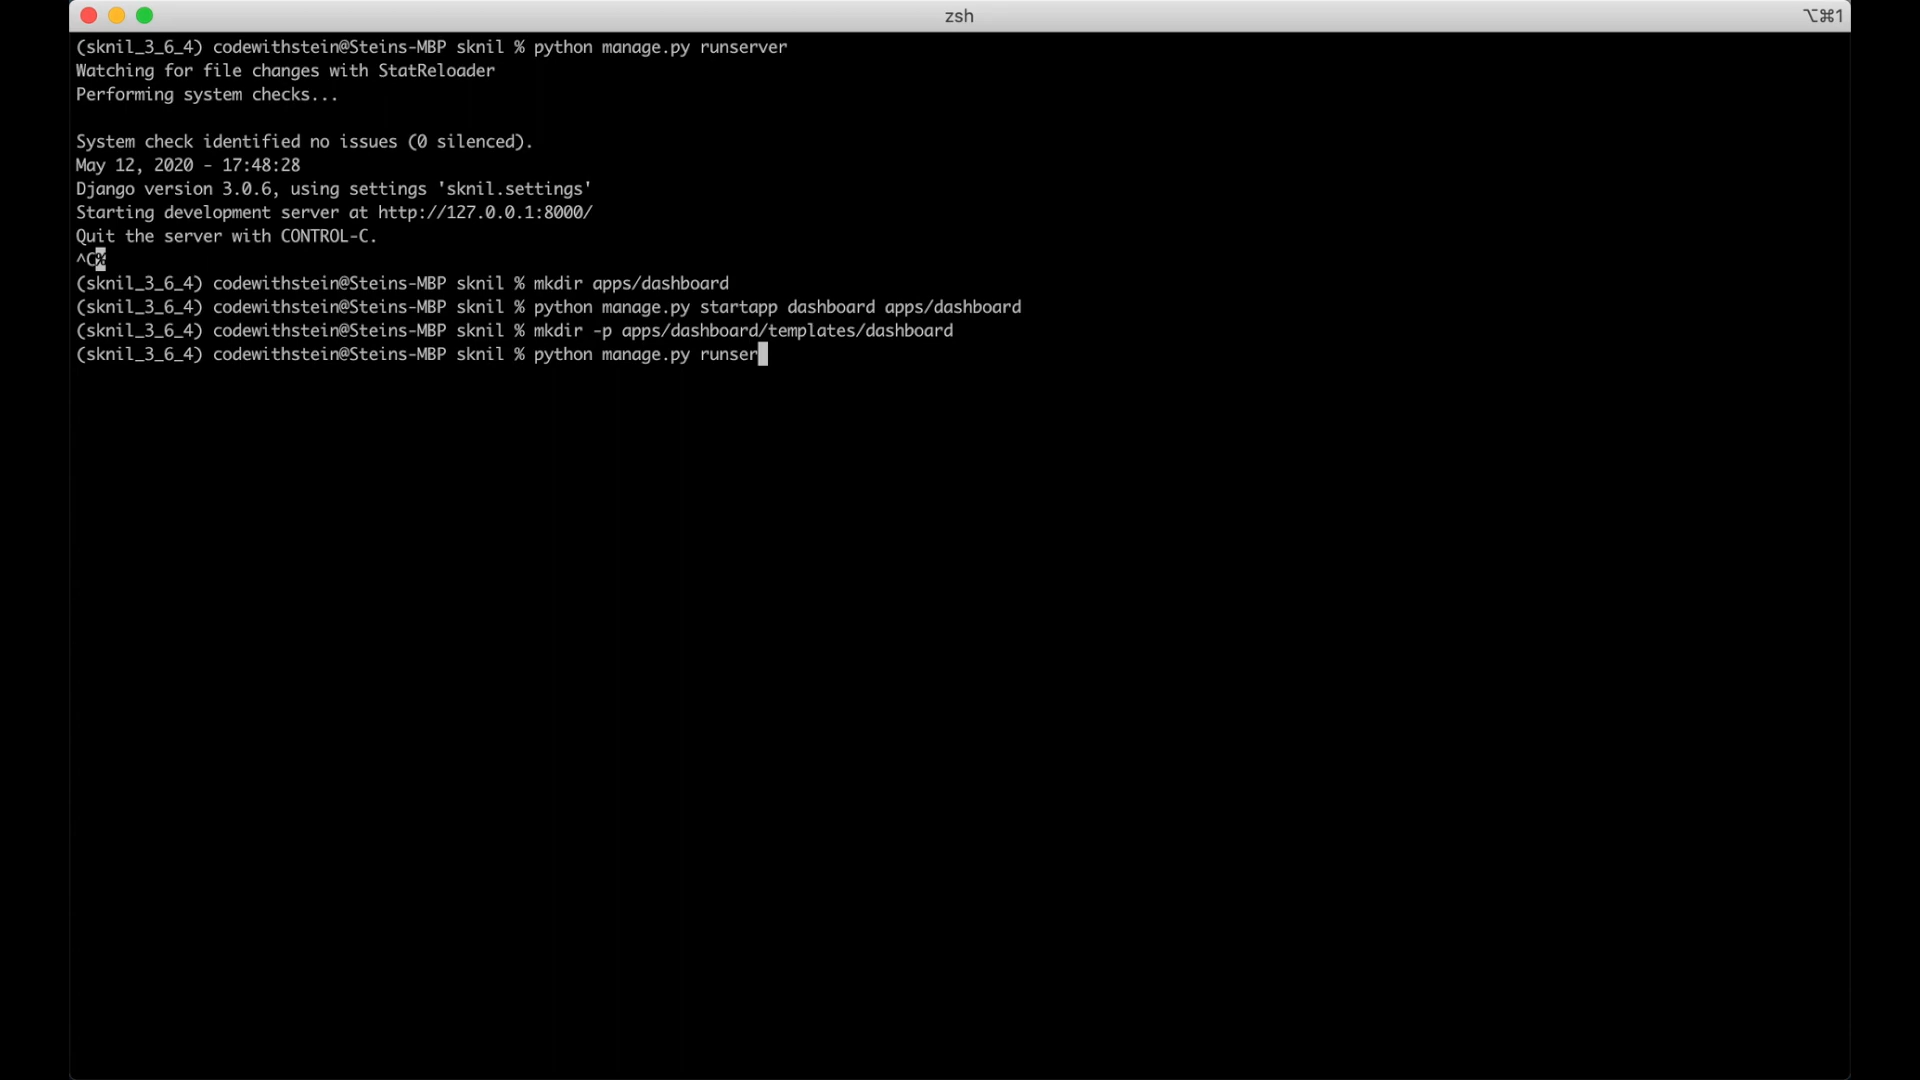 zsh
⌥⌘1
(sknil_3_6_4) codewithstein@Steins-MBP sknil % python manage.py runserver
Watching for file changes with StatReloader
Performing system checks...
System check identified no issues (0 silenced).
May 12, 2020 - 17:48:28
Django version 3.0.6, using settings 'sknil.settings'
Starting development server at http://127.0.0.1:8000/
Quit the server with CONTROL-C.
^C%
(sknil_3_6_4) codewithstein@Steins-MBP sknil % mkdir apps/dashboard
(sknil_3_6_4) codewithstein@Steins-MBP sknil % python manage.py startapp dashboard apps/dashboard
(sknil_3_6_4) codewithstein@Steins-MBP sknil % mkdir -p apps/dashboard/templates/dashboard
(sknil_3_6_4) codewithstein@Steins-MBP sknil % python manage.py runser